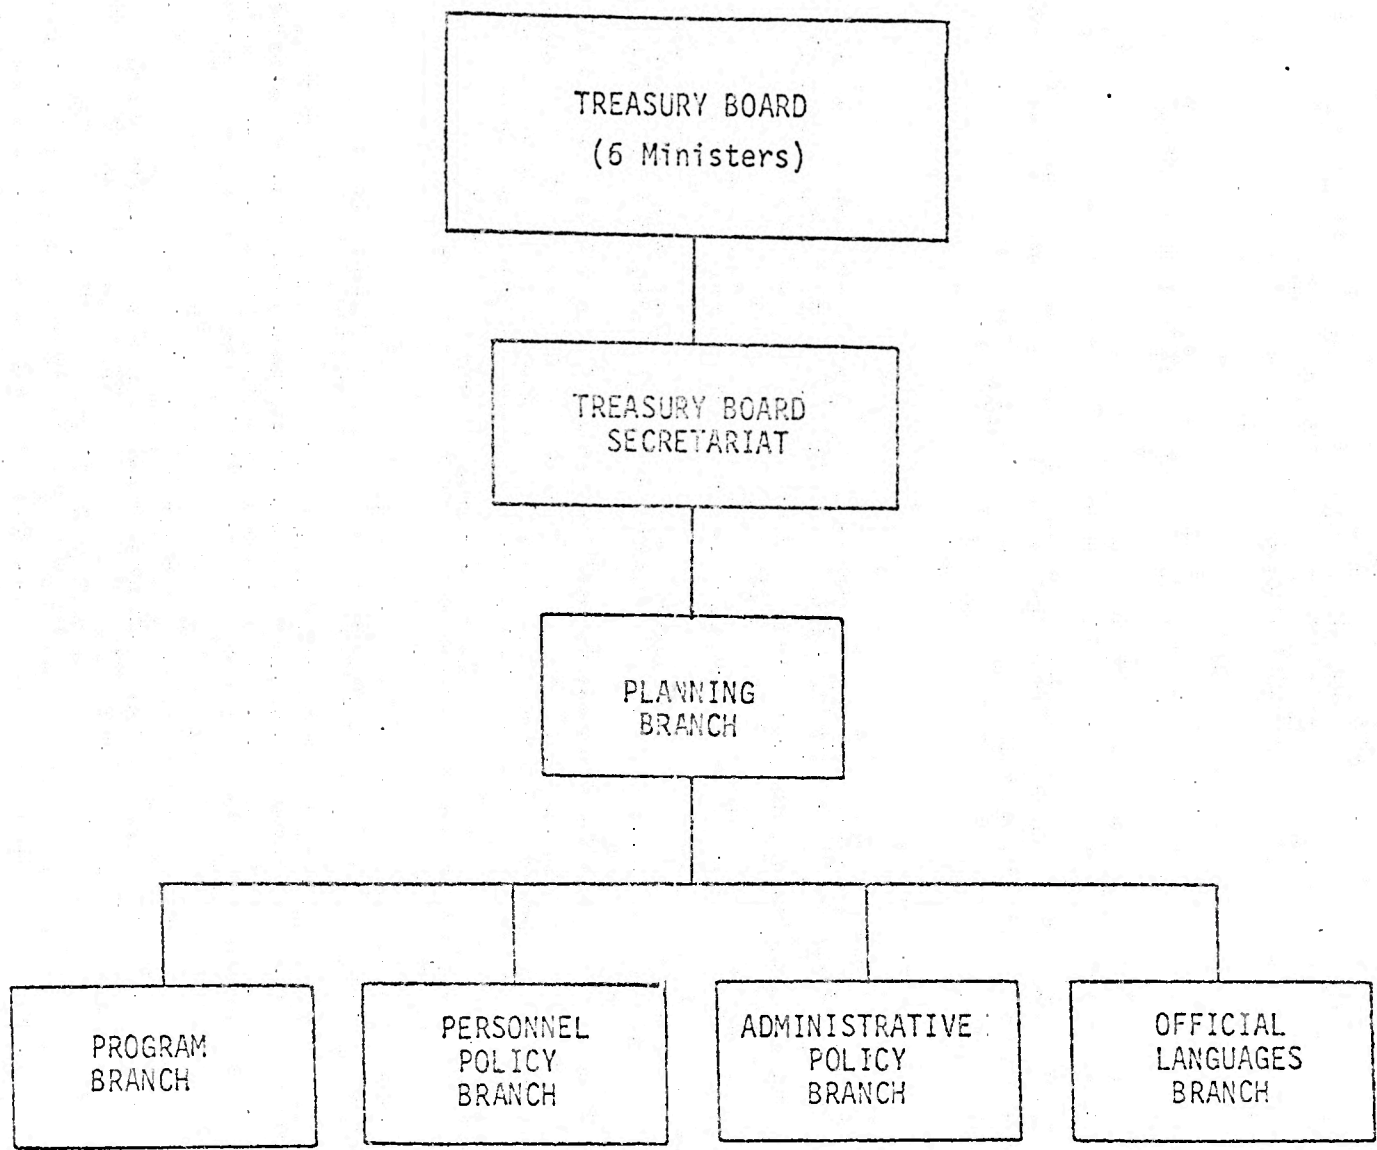 TREASURY BOARD
(6 Ministers)
TREASURY BOARD
SECRETARIAT
PLANNING
BRANCH
PROGRAM
BRANCH
PERSONNEL
POLICY
BRANCH
ADMINISTRATIVE
POLICY
BRANCH
OFFICIAL
LANGUAGES
BRANCH